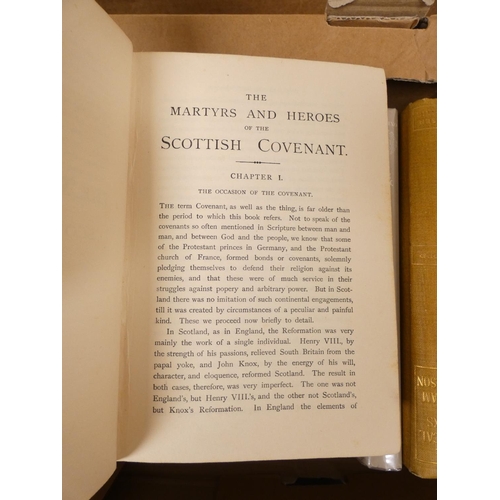 THE
MARTYRS AND HEROES
OF THE
SCOTTISH COVENANT.
CHAPTER I.
THE OCCASION OF THE COVENANT.
THE term Covenant, as well as the thing, is far older than
the period to which this book refers. Not to speak of the
covenants so often mentioned in Scripture between man and
man, and between God and the people, we know that some
of the Protestant princes in Germany, and the Protestant
church of France, formed bonds or covenants, solemnly
pledging themselves to defend their religion against its
enemies, and that these were of much service in their
struggles against popery and arbitrary power. But in Scot-
land there was no imitation of such continental engagements,
till it was created by circumstances of a peculiar and painful
kind. These we proceed now briefly to detail.
In Scotland, as in England, the Reformation was very
mainly the work of a single individual. Henry VIII., by
the strength of his passions, relieved South Britain from the
papal yoke, and John Knox, by the energy of his will,
character, and eloquence, reformed Scotland. The result in
both cases, therefore, was very imperfect. The one was not
England's, but Henry VIII.'s, and the other not Scotland's,
but Knox's Reformation. In England the elements of